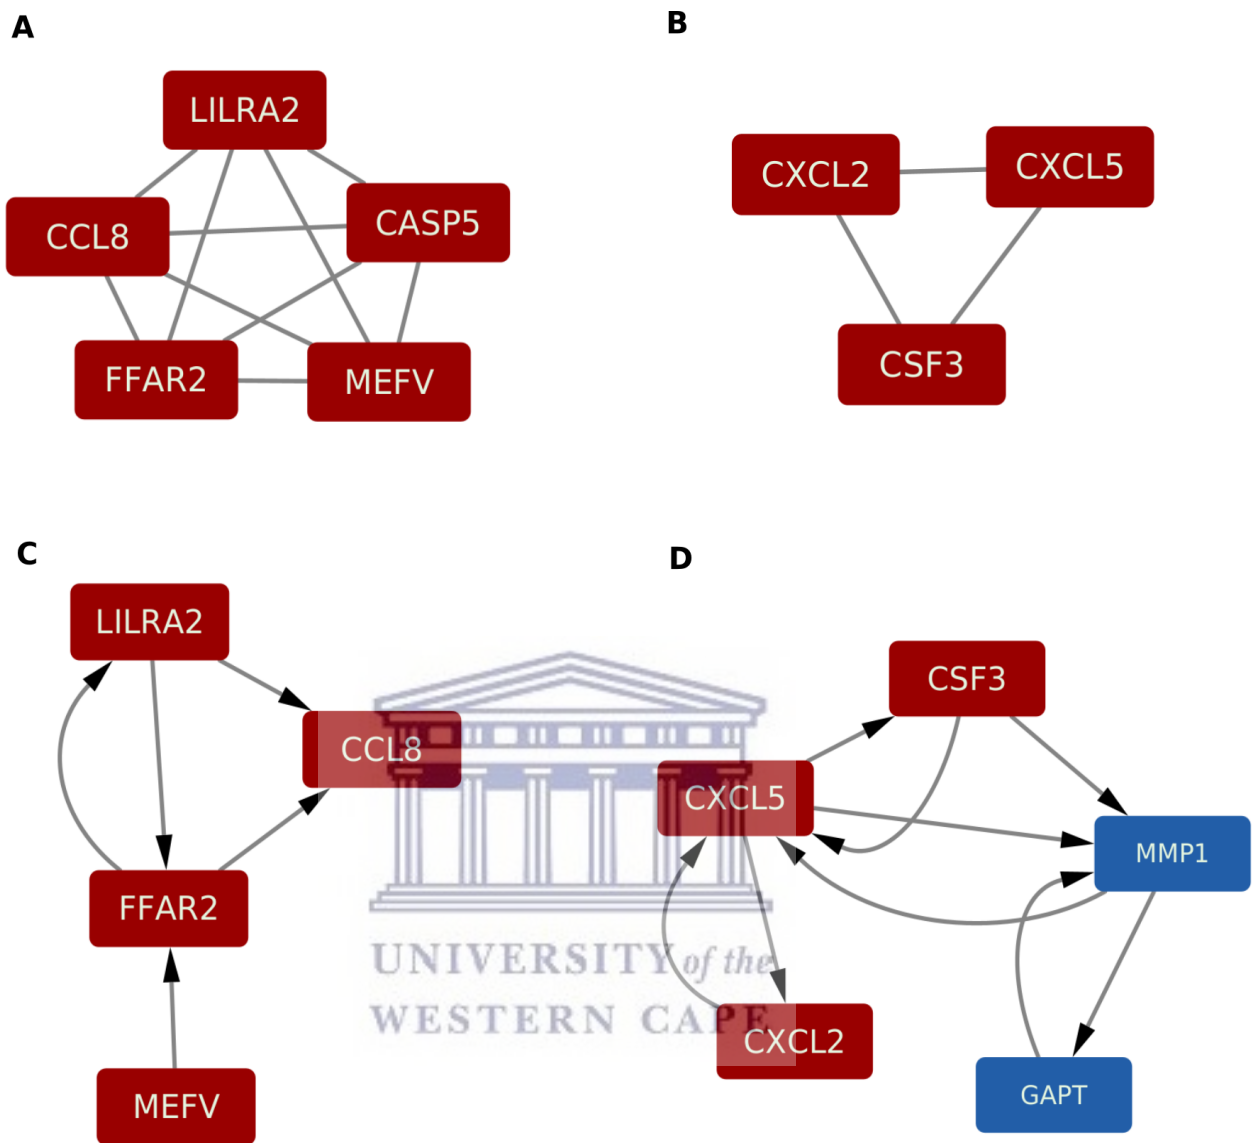 A
LILRA2
CCL8
CASP5
FFAR2
MEFV
B
CXCL2
CXCL5
CSF3
C
LILRA2
CCL8
FFAR2
MEFV
D
CSF3
CXCL5
MMP1
CXCL2
GAPT
UNIVERSITY of the
WESTERN CAPE